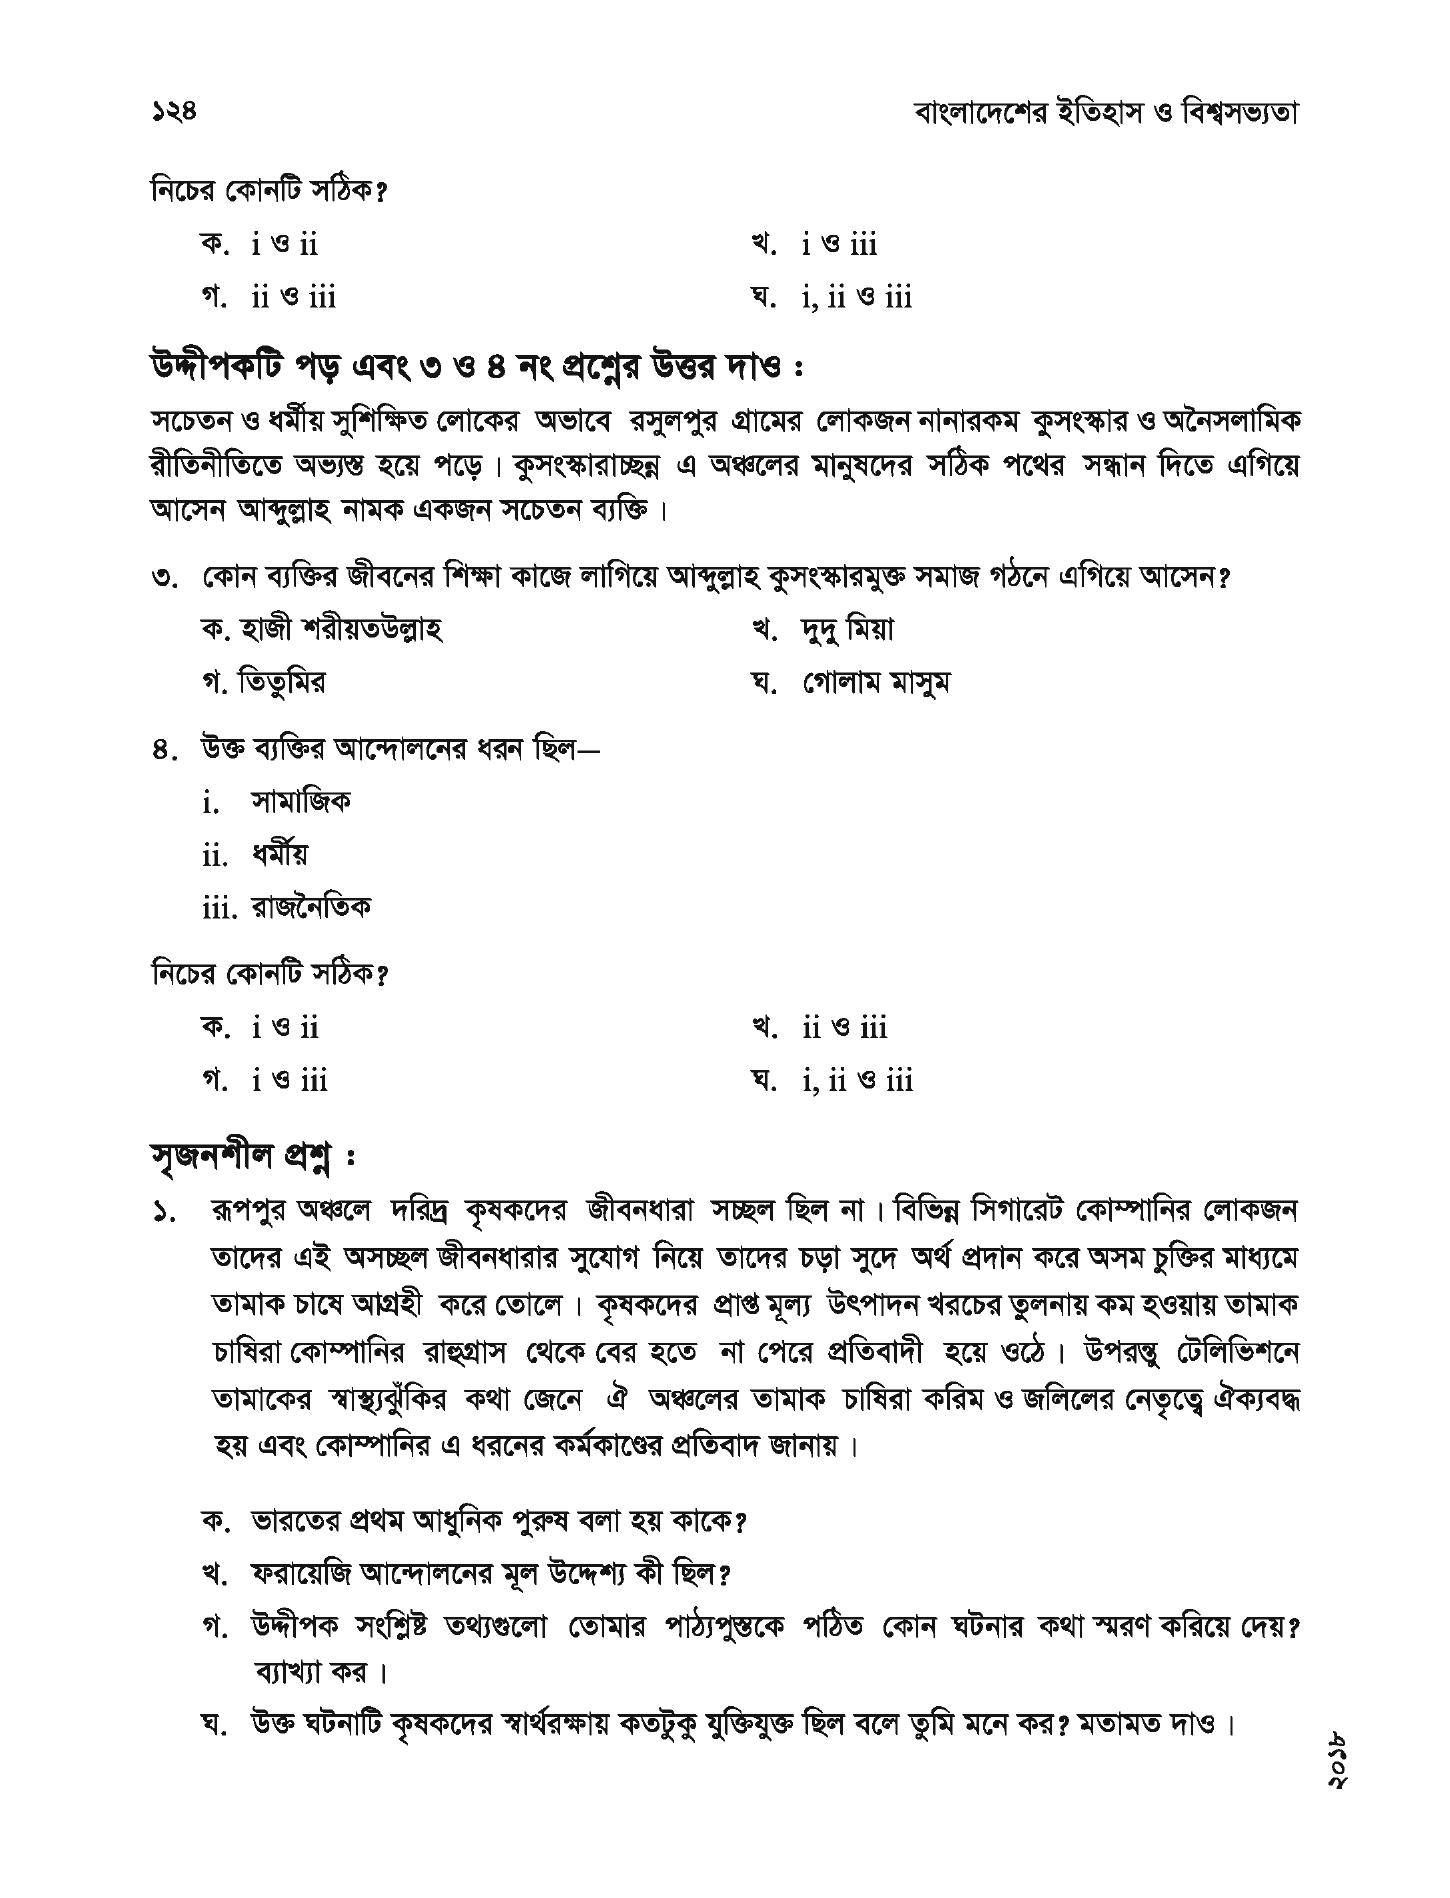 ১২৪ বাংলাদেশের ইতিহাস ও বিশ্বসভ্যতা
নিচের কোনটি সঠিক?
ক. i ও ii খ. i ও iii
গ. ii ও iii ঘ. i, ii ও iii
উদ্দীপকটি পড় এবং ৩ ও ৪ নং প্রশ্নের উত্তর দাও :
সচেতন ও ধর্মীয় সুশিক্ষিত লোকের অভাবে রসুলপুর গ্রামের লোকজন নানারকম কুসংস্কার ও অনৈসলামিক
রীতিনীতিতে অভ্যস্ত হয়ে পড়ে। কুসংস্কারাচ্ছন্ন এ অঞ্চলের মানুষদের সঠিক পথের সন্ধান দিতে এগিয়ে
আসেন আব্দুল্লাহ নামক একজন সচেতন ব্যক্তি।
৩. কোন ব্যক্তির জীবনের শিক্ষা কাজে লাগিয়ে আব্দুল্লাহ কুসংস্কারমুক্ত সমাজ গঠনে এগিয়ে আসেন?
ক. হাজী শরীয়তউল্লাহ খ. দুদু মিয়া
গ. তিতুমির ঘ. গোলাম মাসুম
৪. উক্ত ব্যক্তির আন্দোলনের ধরন ছিল—
i. সামাজিক
ii. ধর্মীয়
iii. রাজনৈতিক
নিচের কোনটি সঠিক?
ক. i ও ii খ. ii ও iii
গ. i ও iii ঘ. i, ii ও iii
সৃজনশীল প্রশ্ন :
১. রূপপুর অঞ্চলে দরিদ্র কৃষকদের জীবনধারা সচ্ছল ছিল না। বিভিন্ন সিগারেট কোম্পানির লোকজন
তাদের এই অসচ্ছল জীবনধারার সুযোগ নিয়ে তাদের চড়া সুদে অর্থ প্রদান করে অসম চুক্তির মাধ্যমে
তামাক চাষে আগ্রহী করে তোলে। কৃষকদের প্রাপ্ত মূল্য উৎপাদন খরচের তুলনায় কম হওয়ায় তামাক
চাষিরা কোম্পানির রাহুগ্রাস থেকে বের হতে না পেরে প্রতিবাদী হয়ে ওঠে। উপরন্তু টেলিভিশনে
তামাকের স্বাস্থ্যঝুঁকির কথা জেনে ঐ অঞ্চলের তামাক চাষিরা করিম ও জলিলের নেতৃত্বে ঐক্যবদ্ধ
হয় এবং কোম্পানির এ ধরনের কর্মকাণ্ডের প্রতিবাদ জানায়।
ক. ভারতের প্রথম আধুনিক পুরুষ বলা হয় কাকে?
খ. ফরায়েজি আন্দোলনের মূল উদ্দেশ্য কী ছিল?
গ. উদ্দীপক সংশ্লিষ্ট তথ্যগুলো তোমার পাঠ্যপুস্তকে পঠিত কোন ঘটনার কথা স্মরণ করিয়ে দেয়?
ব্যাখ্যা কর।
ঘ. উক্ত ঘটনাটি কৃষকদের স্বার্থরক্ষায় কতটুকু যুক্তিযুক্ত ছিল বলে তুমি মনে কর? মতামত দাও।
২০১৮